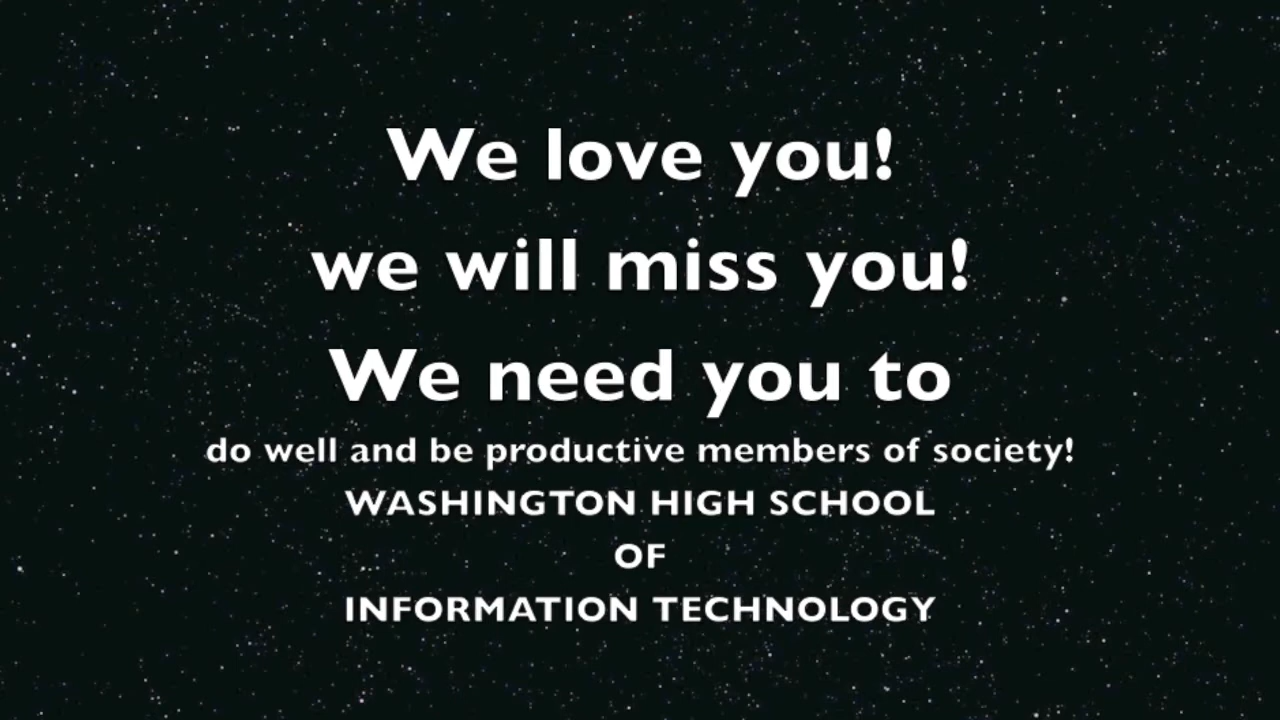 We love you!
we will miss you!
We need you to
do well and be productive members of society!
WASHINGTON HIGH SCHOOL
OF
INFORMATION TECHNOLOGY